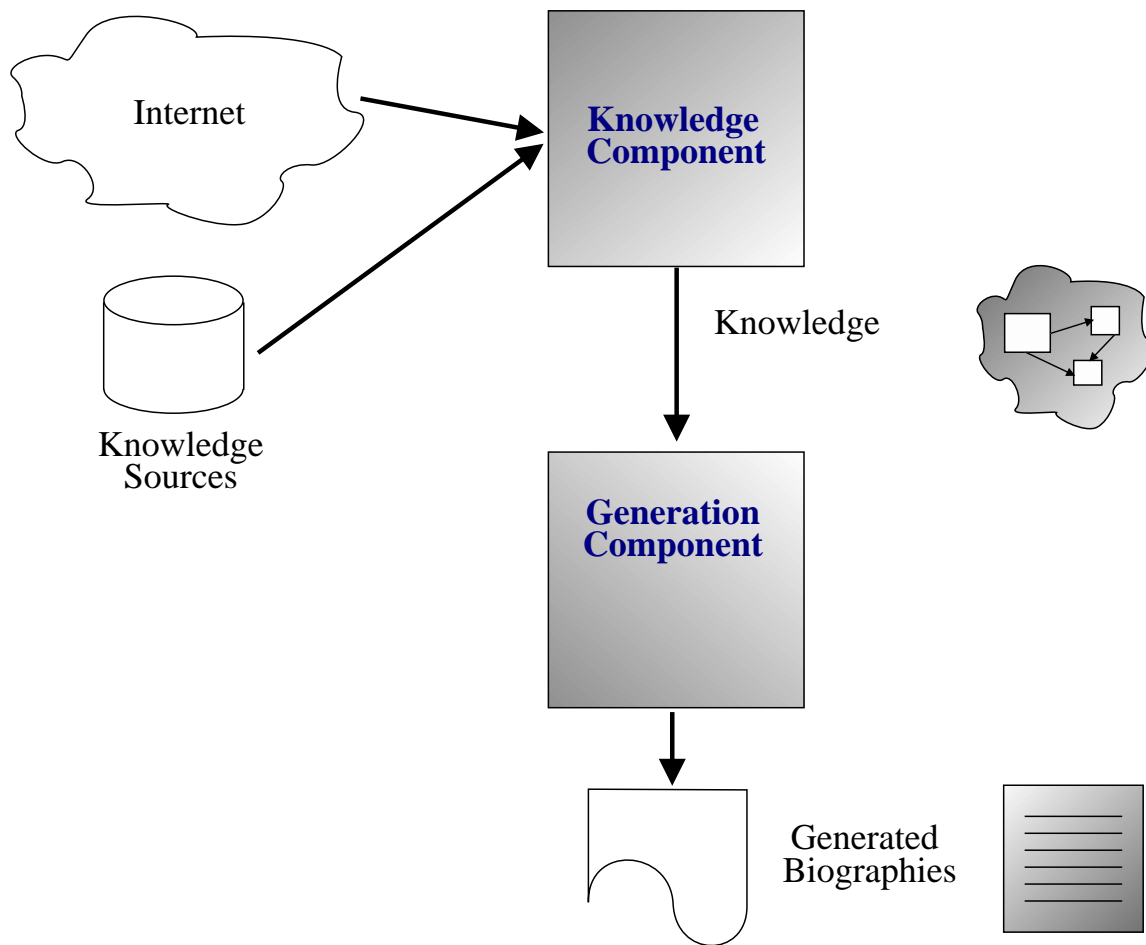 Internet
Knowledge
Component
Knowledge
Knowledge
Sources
Generation
Component
Generated
Biographies